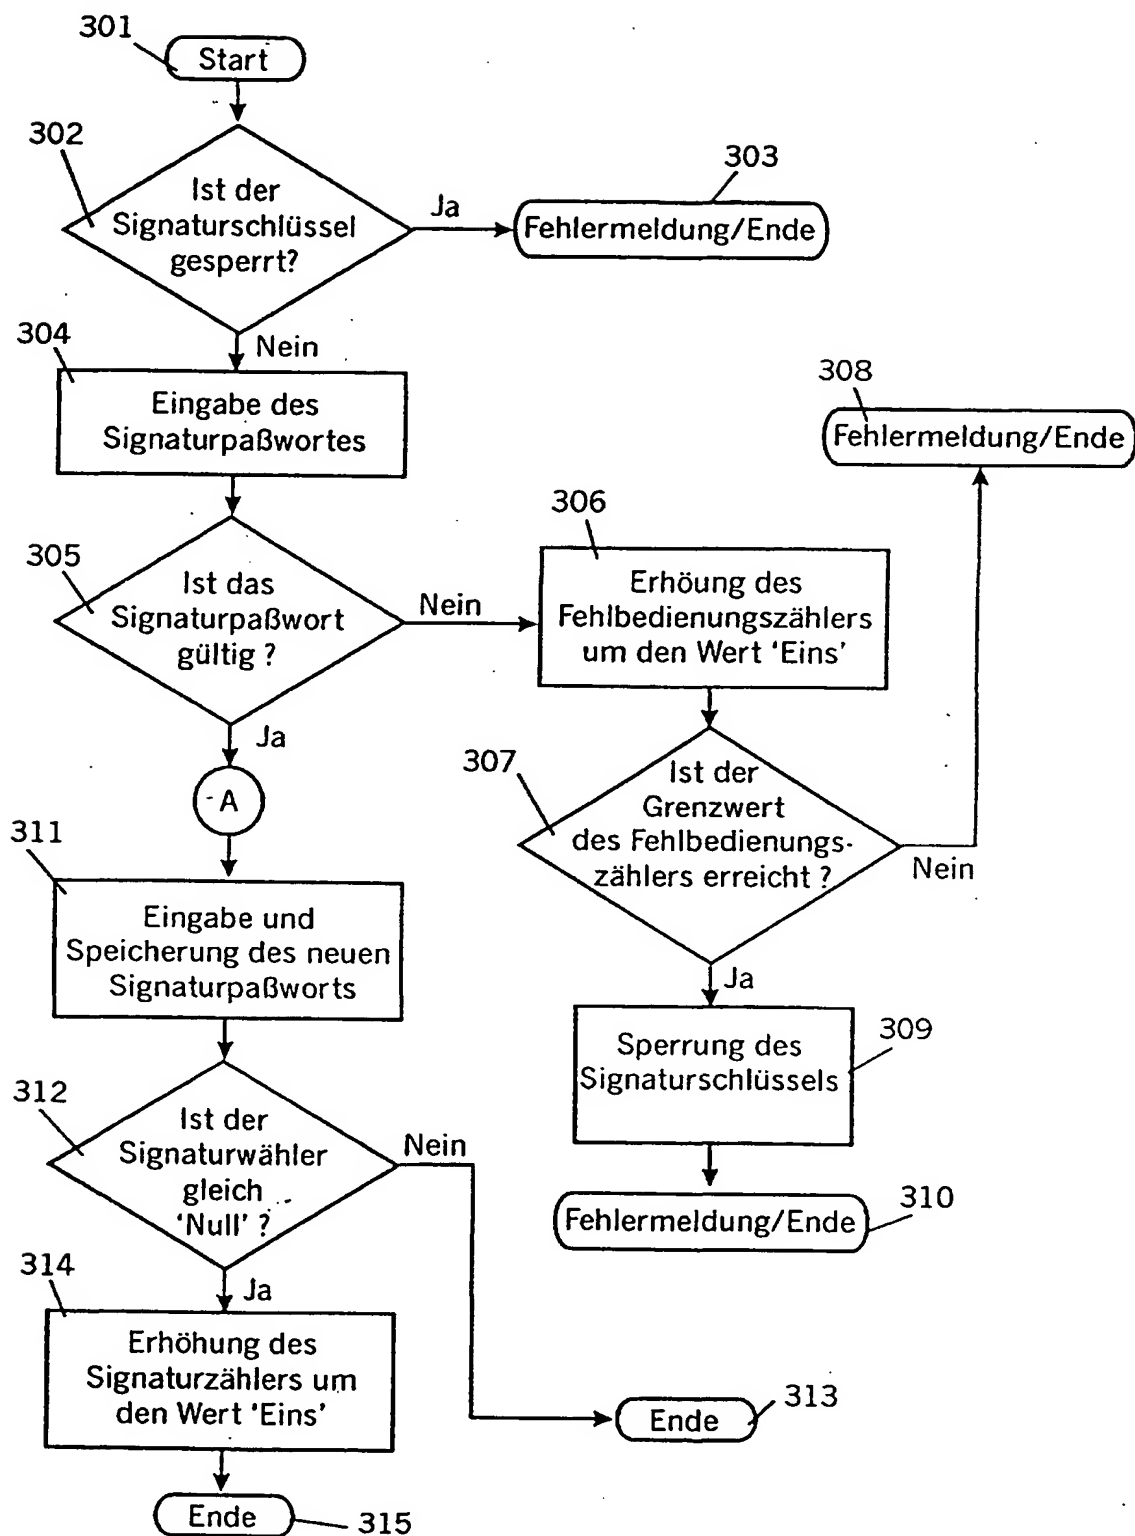 301
Start
302
Ist der
Signaturschlüssel
gesperrt?
Ja
303
Fehlermeldung/Ende
Nein
304
Eingabe des
Signaturpaßwortes
305
Ist das
Signaturpaßwort
gültig ?
Nein
306
Erhöung des
Fehlbedienungszählers
um den Wert 'Eins'
307
Ist der
Grenzwert
des Fehlbedienungs-
zählers erreicht ?
Nein
308
Fehlermeldung/Ende
Ja
309
Sperrung des
Signaturschlüssels
310
Fehlermeldung/Ende
Ja
A
311
Eingabe und
Speicherung des neuen
Signaturpaßworts
312
Ist der
Signaturwähler
gleich
'Null' ?
Nein
313
Ende
Ja
314
Erhöhung des
Signaturzählers um
den Wert 'Eins'
Ende
315